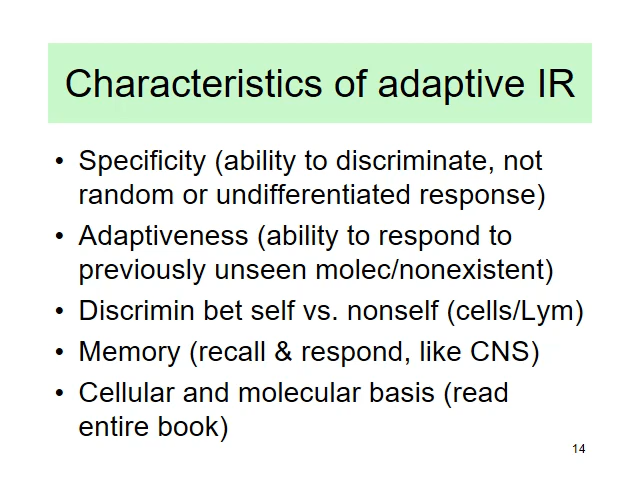 Characteristics of adaptive IR
• Specificity (ability to discriminate, not
random or undifferentiated response)
• Adaptiveness (ability to respond to
previously unseen molec/nonexistent)
• Discrimin bet self vs. nonself (cells/Lym)
• Memory (recall & respond, like CNS)
• Cellular and molecular basis (read
entire book)
14